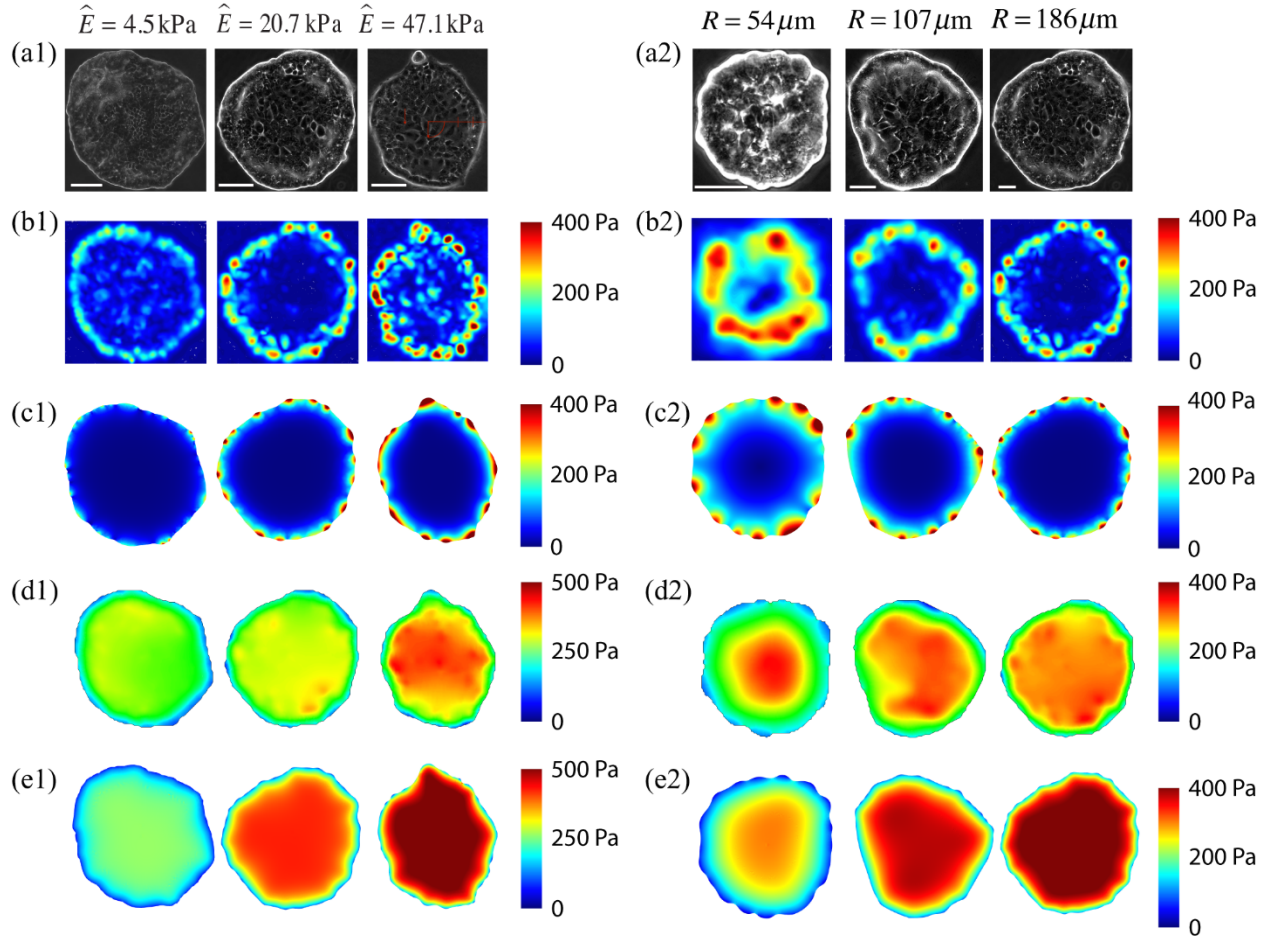 Ê = 4.5 kPa Ê = 20.7 kPa Ê = 47.1 kPa R = 54 μm R = 107 μm R = 186 μm
(a1) (a2)
(b1) 400 Pa (b2) 400 Pa
200 Pa 200 Pa
0 0
(c1) 400 Pa (c2) 400 Pa
200 Pa 200 Pa
0 0
(d1) 500 Pa (d2) 400 Pa
250 Pa 200 Pa
0 0
(e1) 500 Pa (e2) 400 Pa
250 Pa 200 Pa
0 0